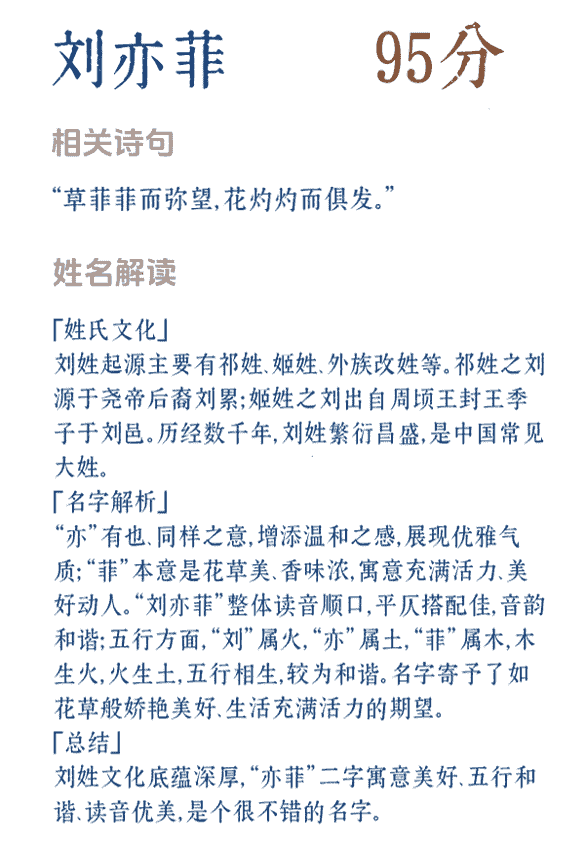 刘亦菲 95分
相关诗句
“草菲菲而弥望,花灼灼而俱发。”
姓名解读
「姓氏文化」
刘姓起源主要有祁姓、姬姓、外族改姓等。祁姓之刘
源于尧帝后裔刘累;姬姓之刘出自周顷王封王季
子于刘邑。历经数千年,刘姓繁衍昌盛,是中国常见
大姓。
「名字解析」
“亦”有也、同样之意,增添温和之感,展现优雅气
质;“菲”本意是花草美、香味浓,寓意充满活力、美
好动人。“刘亦菲”整体读音顺口,平仄搭配佳,音韵
和谐;五行方面,“刘”属火,“亦”属土,“菲”属木,木
生火,火生土,五行相生,较为和谐。名字寄予了如
花草般娇艳美好、生活充满活力的期望。
「总结」
刘姓文化底蕴深厚,“亦菲”二字寓意美好、五行和
谐、读音优美,是个很不错的名字。